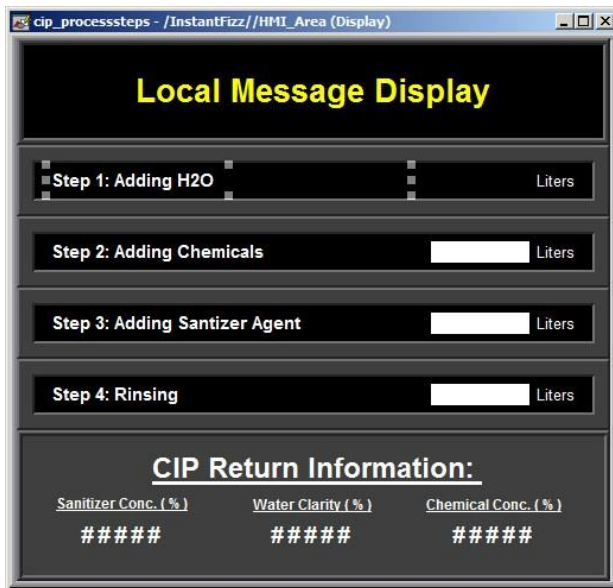 cip_processsteps - /InstantFizz//HMI_Area (Display)
Local Message Display
Step 1: Adding H2O Liters
Step 2: Adding Chemicals Liters
Step 3: Adding Santizer Agent Liters
Step 4: Rinsing Liters
CIP Return Information:
Sanitizer Conc. ( % ) Water Clarity ( % ) Chemical Conc. ( % )
##### ##### #####